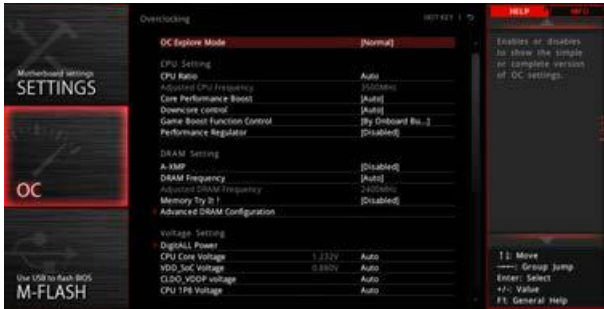 Overclocking
HOT KEY
HELP
INFO
OC Explore Mode [Normal]
CPU Setting
CPU Ratio Auto
Adjusted CPU Frequency 3500MHz
Core Performance Boost [Auto]
Downcore control [Auto]
Game Boost Function Control [By Onboard Bu...]
Performance Regulator [Disabled]
DRAM Setting
A-XMP [Disabled]
DRAM Frequency [Auto]
Adjusted DRAM Frequency 2400MHz
Memory Try It ! [Disabled]
Advanced DRAM Configuration
Voltage Setting
DigitALL Power
CPU Core Voltage 1.232V Auto
VDD_SoC Voltage 0.880V Auto
CLDO_VDDP voltage Auto
CPU 1P8 Voltage Auto
Motherboard settings
SETTINGS
OC
Use USB to flash BIOS
M-FLASH
Enables or disables
to show the simple
or complete version
of OC settings.
↑↓: Move
: Group Jump
Enter: Select
+/-: Value
F1: General Help